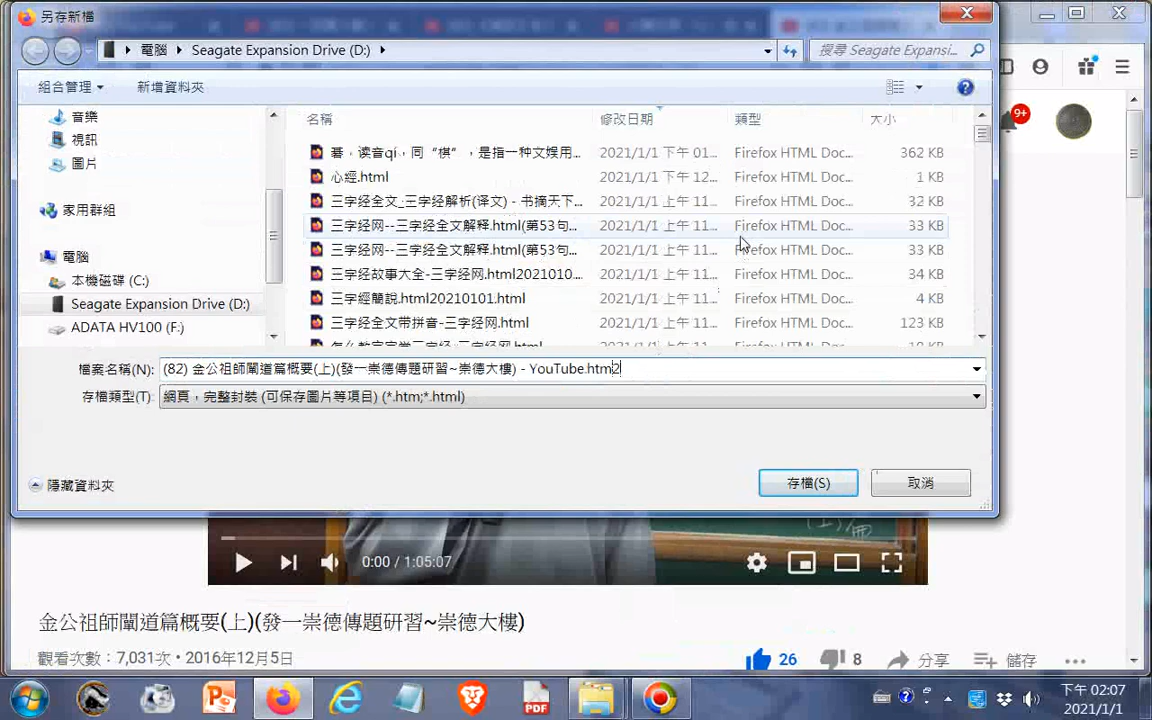 另存新檔
電腦 ▸ Seagate Expansion Drive (D:) ▸
搜尋 Seagate Expansi...
組合管理 ▾ 新增資料夾
音樂
視訊
圖片
家用群組
電腦
本機磁碟 (C:)
Seagate Expansion Drive (D:)
ADATA HV100 (F:)
名稱 修改日期 類型 大小
碁，读音qí，同“棋”，是指一种文娱用... 2021/1/1 下午 01... Firefox HTML Doc... 362 KB
心經.html 2021/1/1 下午 12... Firefox HTML Doc... 1 KB
三字经全文_三字经解析(译文) - 书摘天下... 2021/1/1 上午 11... Firefox HTML Doc... 32 KB
三字经网--三字经全文解释.html(第53句... 2021/1/1 上午 11... Firefox HTML Doc... 33 KB
三字经网--三字经全文解释.html(第53句... 2021/1/1 上午 11... Firefox HTML Doc... 33 KB
三字经故事大全-三字经网.html2021010... 2021/1/1 上午 11... Firefox HTML Doc... 34 KB
三字經簡說.html20210101.html 2021/1/1 上午 11... Firefox HTML Doc... 4 KB
三字经全文带拼音-三字经网.html 2021/1/1 上午 11... Firefox HTML Doc... 123 KB
檔案名稱(N): (82) 金公祖師闡道篇概要(上)(發一崇德傳題研習~崇德大樓) - YouTube.htm2
存檔類型(T): 網頁，完整封裝 (可保存圖片等項目) (*.htm;*.html)
隱藏資料夾
存檔(S) 取消
9+
0:00 / 1:05:07
金公祖師闡道篇概要(上)(發一崇德傳題研習~崇德大樓)
觀看次數：7,031次 • 2016年12月5日
26 8 分享 儲存
PDF
下午 02:07
2021/1/1